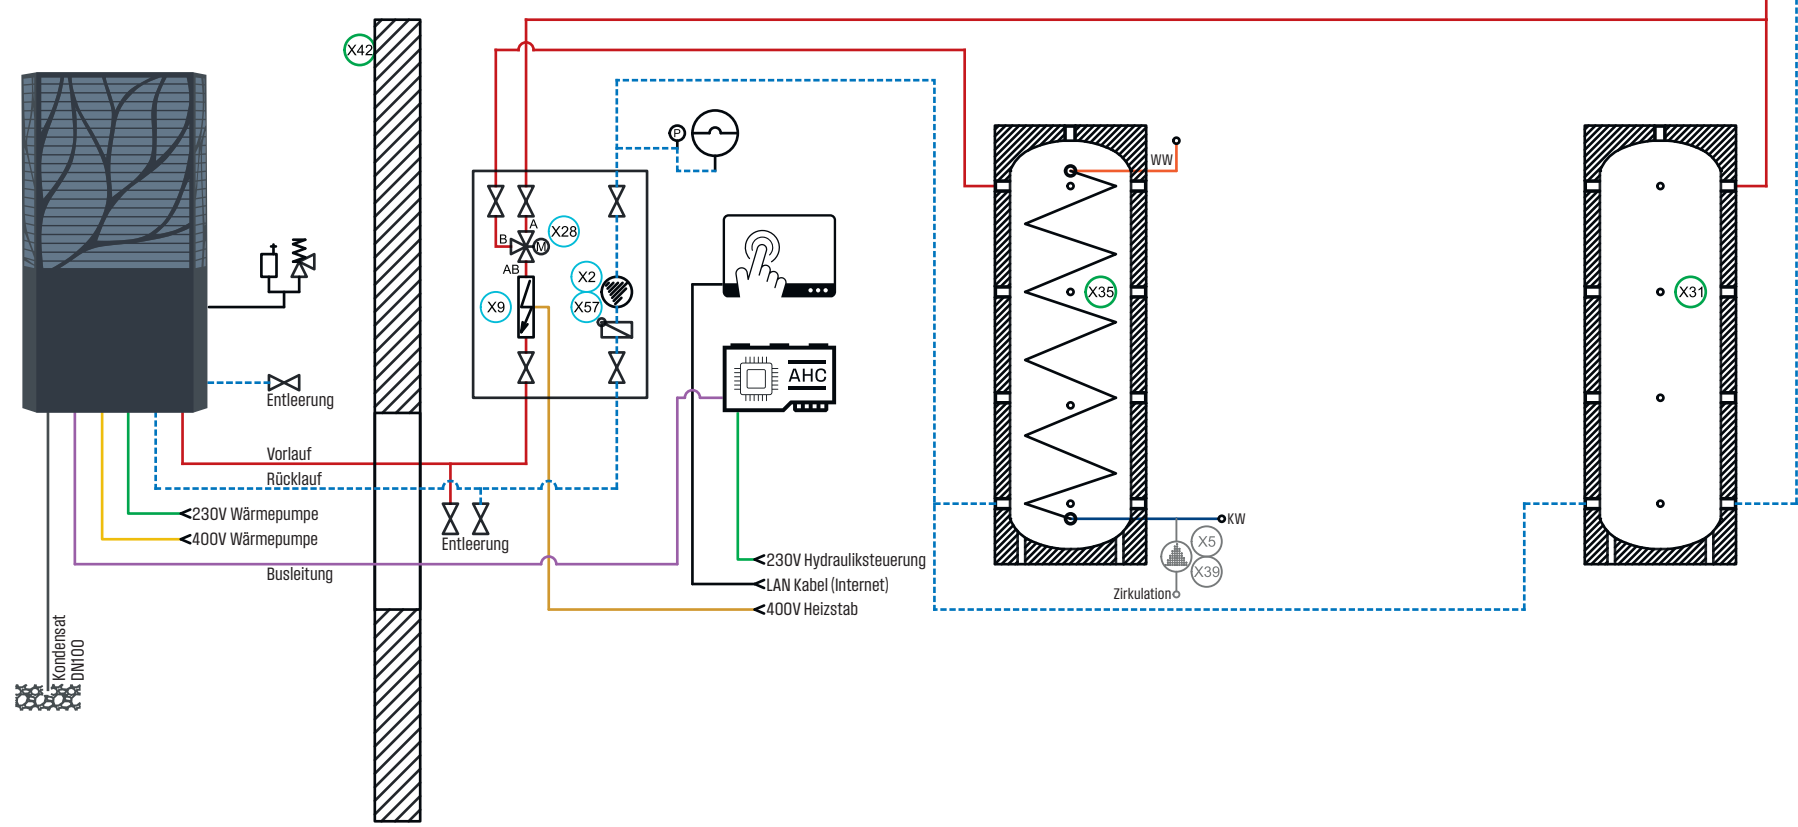 X42
P
WW
A
X28
B
M
AB
X2
X9
X57
X35
X31
AHC
Entleerung
Vorlauf
Rücklauf
230V Wärmepumpe
400V Wärmepumpe
Entleerung
Busleitung
KW
X5
X39
Zirkulation
230V Hydrauliksteuerung
LAN Kabel (Internet)
400V Heizstab
Kondensat
DN100